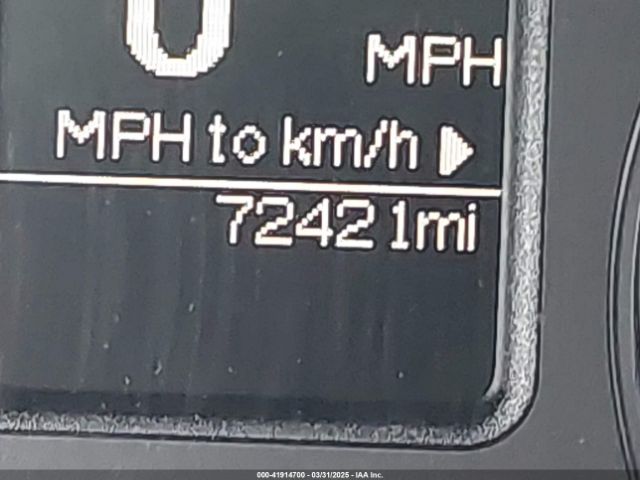 0
MPH
MPH to km/h
72421mi
000-41914700 - 03/31/2025 - IAA Inc.